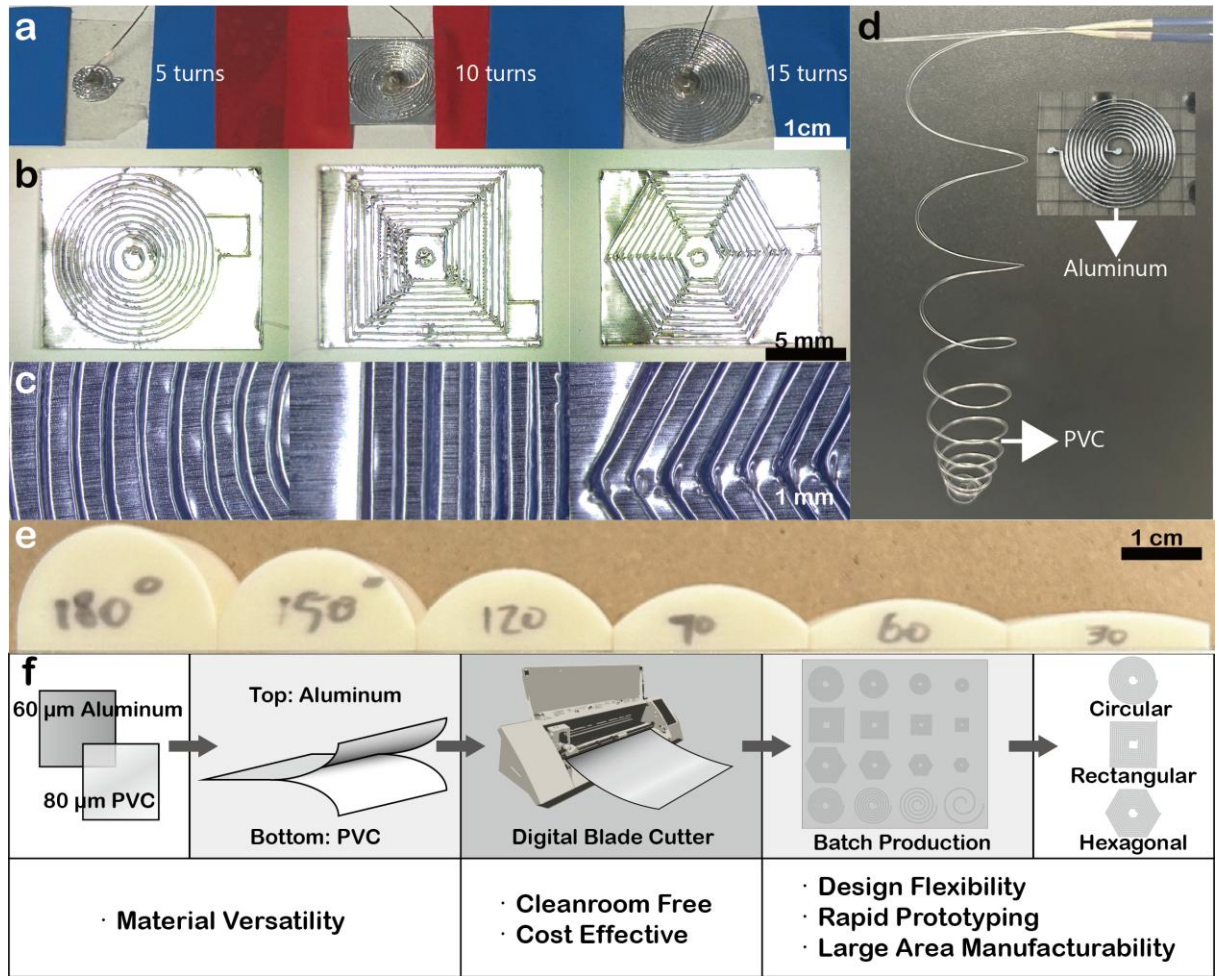 a
5 turns
10 turns
15 turns
1cm
b
5 mm
c
1 mm
d
Aluminum
PVC
e
1 cm
180°
150°
120
70
60
30
f
60 µm Aluminum
80 µm PVC
Top: Aluminum
Bottom: PVC
Digital Blade Cutter
Batch Production
Circular
Rectangular
Hexagonal
· Material Versatility
· Cleanroom Free
· Cost Effective
· Design Flexibility
· Rapid Prototyping
· Large Area Manufacturability